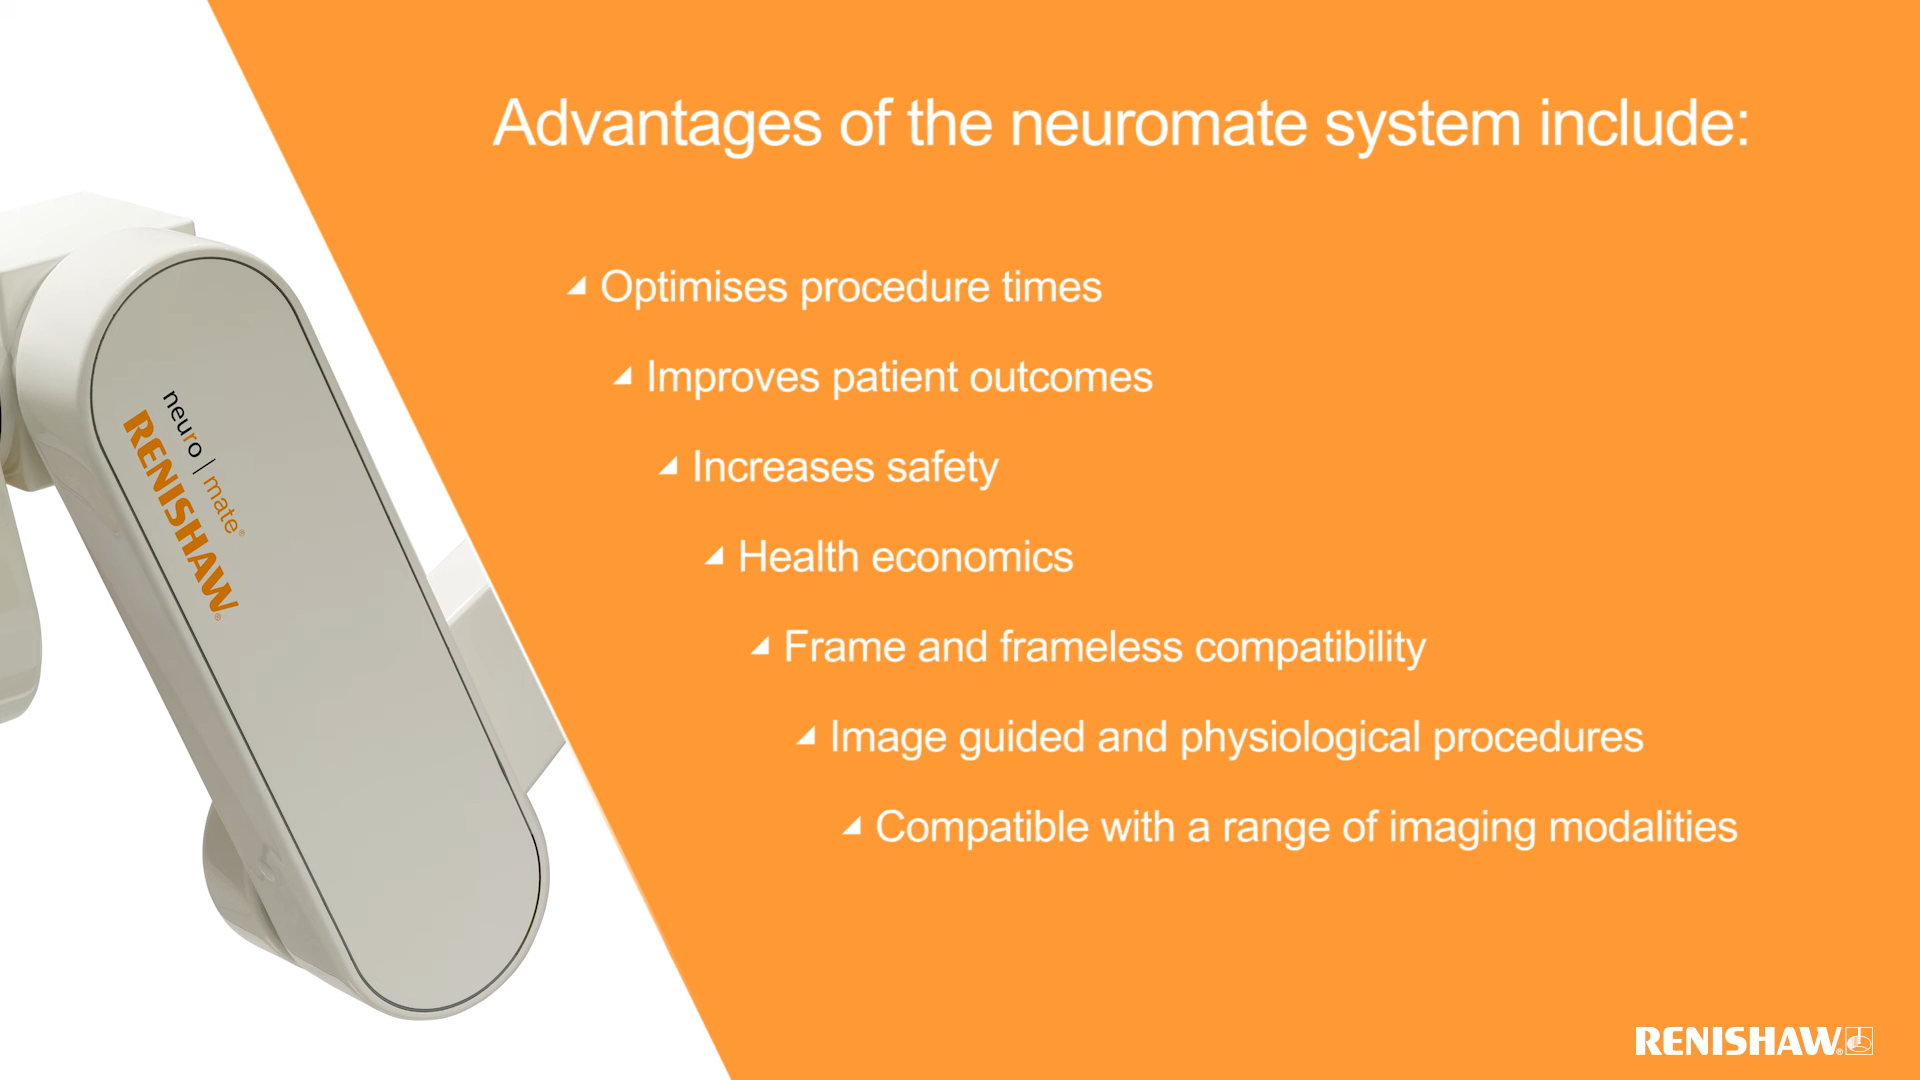 Advantages of the neuromate system include:
Optimises procedure times
Improves patient outcomes
Increases safety
Health economics
Frame and frameless compatibility
Image guided and physiological procedures
Compatible with a range of imaging modalities
neuro | mate®
RENISHAW®
RENISHAW®